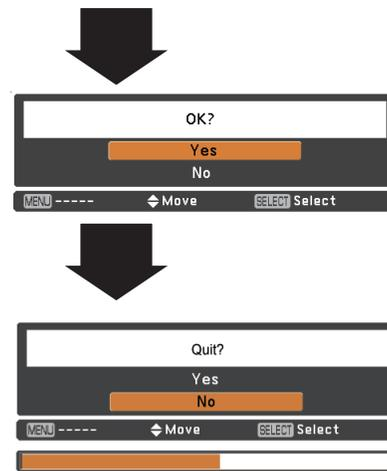 OK?
Yes
No
MENU ----- Move SELECT Select
Quit?
Yes
No
MENU ----- Move SELECT Select